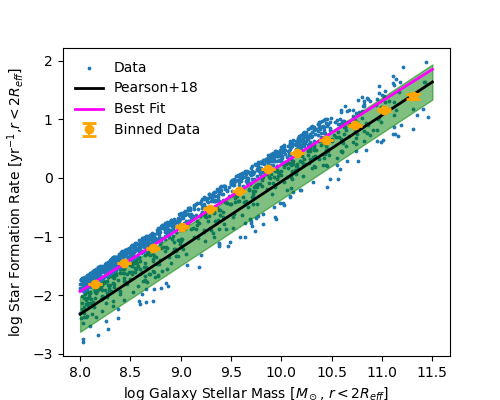 log Star Formation Rate [yr⁻¹, r < 2R_eff]
2
1
0
−1
−2
−3
Data
Pearson+18
Best Fit
Binned Data
8.0 8.5 9.0 9.5 10.0 10.5 11.0 11.5
log Galaxy Stellar Mass [M_⊙, r < 2R_eff]